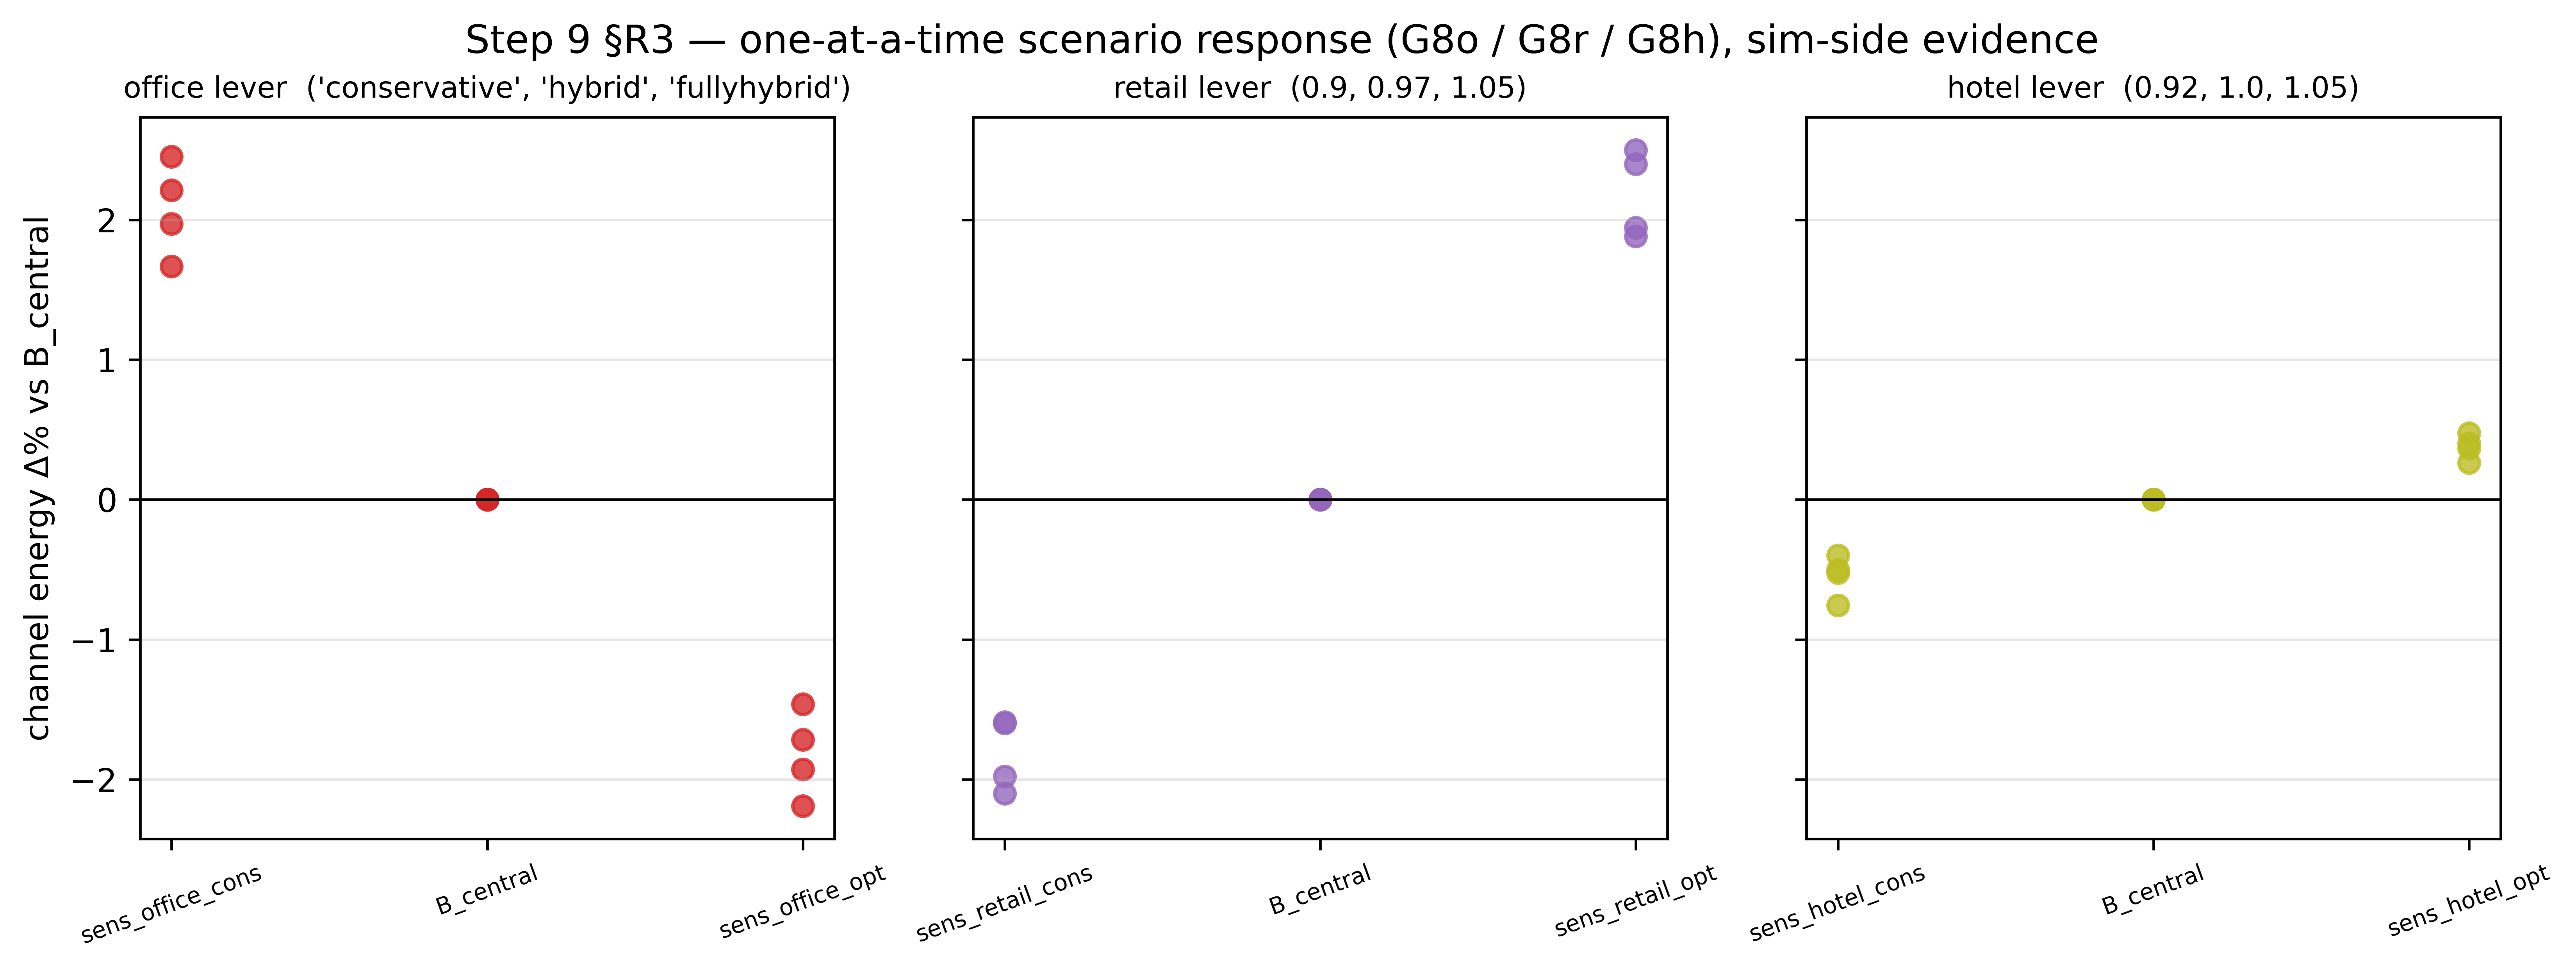 Step 9 §R3 — one-at-a-time scenario response (G8o / G8r / G8h), sim-side evidence
office lever  ('conservative', 'hybrid', 'fullyhybrid')
retail lever  (0.9, 0.97, 1.05)
hotel lever  (0.92, 1.0, 1.05)
channel energy Δ% vs B_central
2
1
0
−1
−2
sens_office_cons
B_central
sens_office_opt
sens_retail_cons
B_central
sens_retail_opt
sens_hotel_cons
B_central
sens_hotel_opt